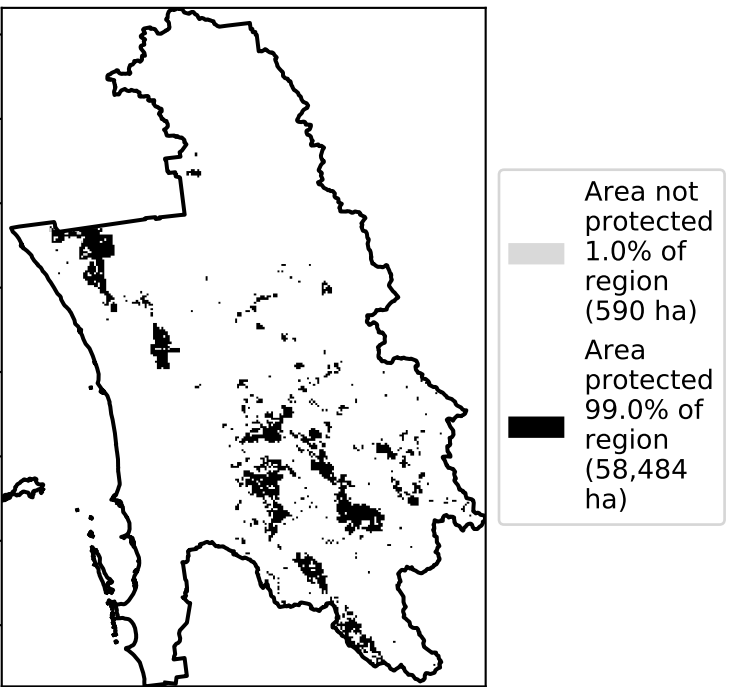 Area not
protected
1.0% of
region
(590 ha)
Area
protected
99.0% of
region
(58,484
ha)